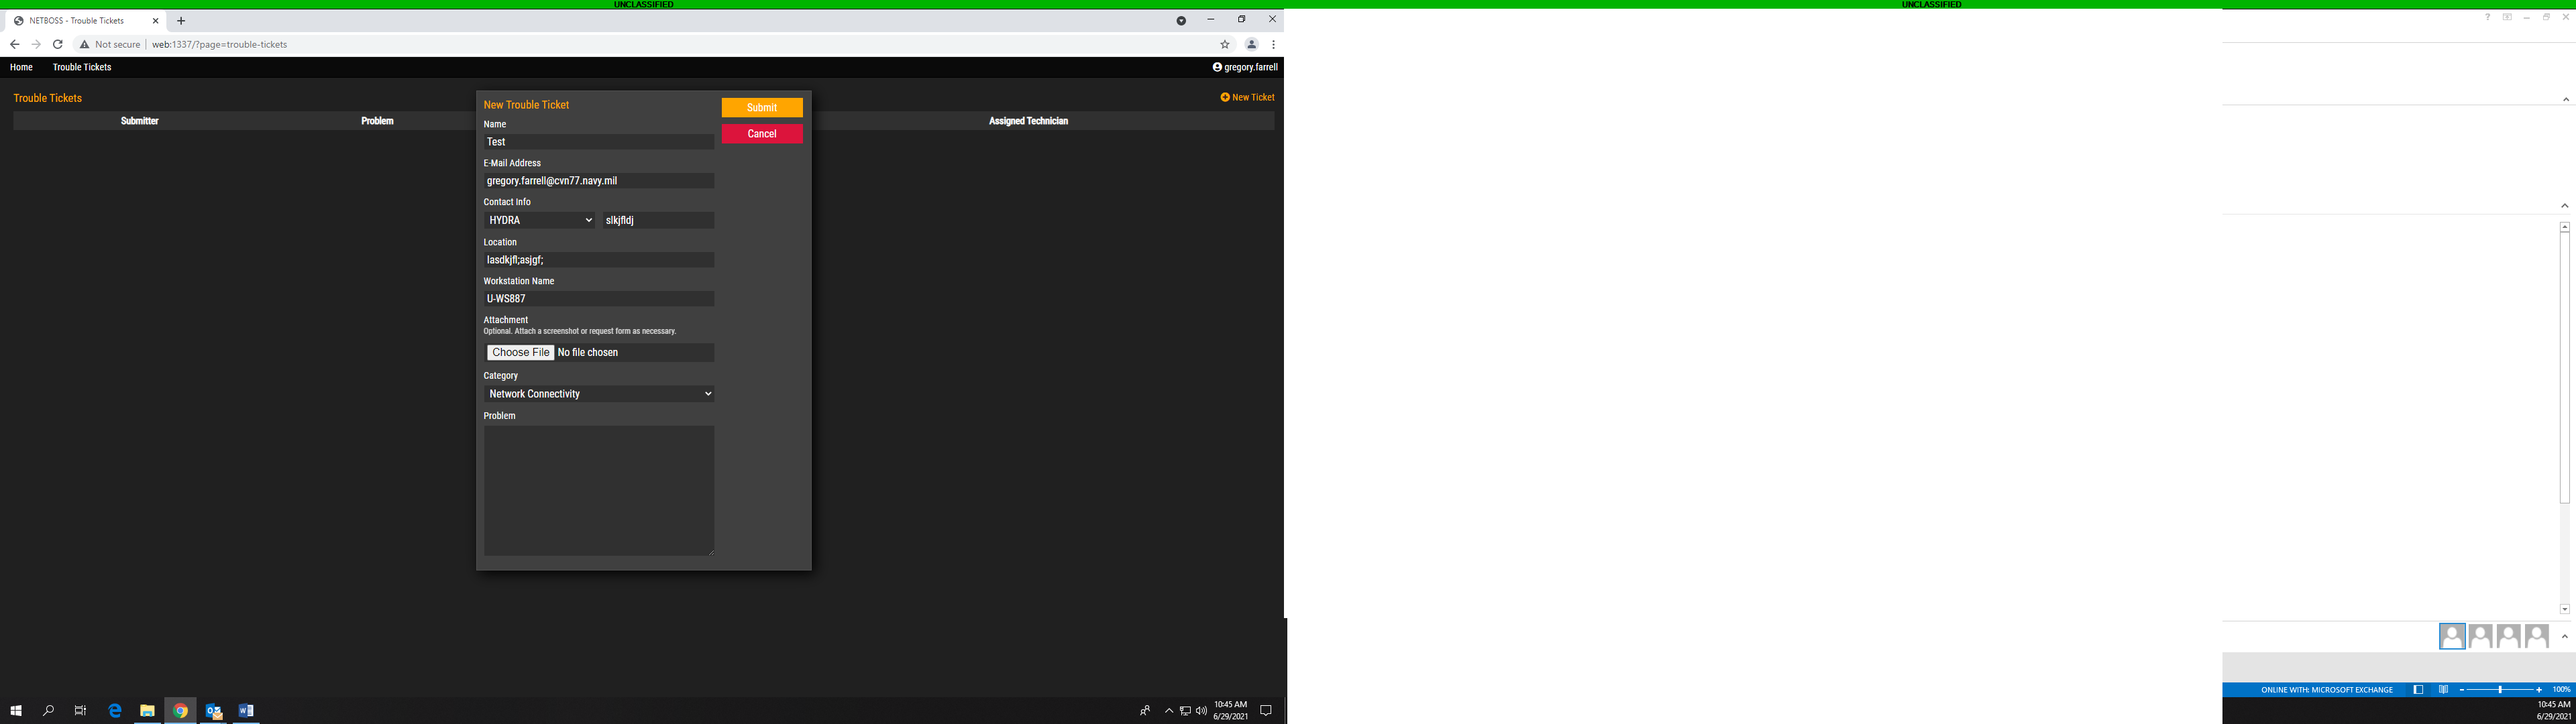 UNCLASSIFIED
UNCLASSIFIED
NETBOSS - Trouble Tickets
Not secure
web:1337/?page=trouble-tickets
Home
Trouble Tickets
gregory.farrell
Trouble Tickets
New Ticket
Submitter
Problem
Assigned Technician
New Trouble Ticket
Submit
Cancel
Name
Test
E-Mail Address
gregory.farrell@cvn77.navy.mil
Contact Info
HYDRA
slkjfldj
Location
lasdkjfl;asjgf;
Workstation Name
U-WS887
Attachment
Optional. Attach a screenshot or request form as necessary.
Choose File No file chosen
Category
Network Connectivity
Problem
ONLINE WITH: MICROSOFT EXCHANGE
100%
10:45 AM
6/29/2021
10:45 AM
6/29/2021